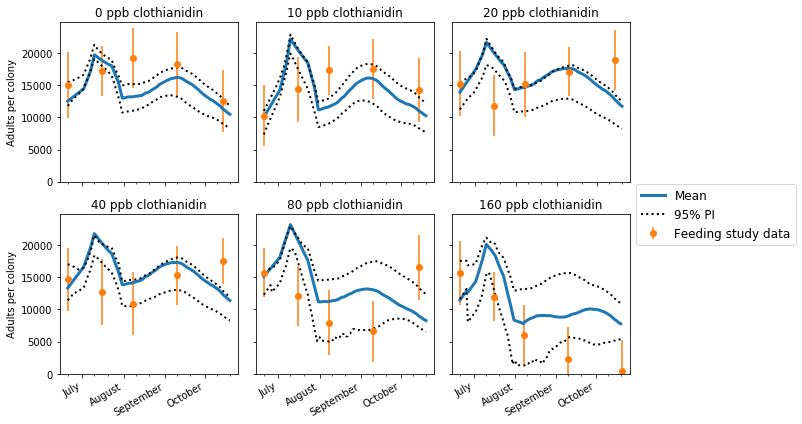 0 ppb clothianidin
10 ppb clothianidin
20 ppb clothianidin
Adults per colony
20000
15000
10000
5000
0
40 ppb clothianidin
80 ppb clothianidin
160 ppb clothianidin
Adults per colony
20000
15000
10000
5000
0
July
August
September
October
July
August
September
October
July
August
September
October
Mean
95% PI
Feeding study data